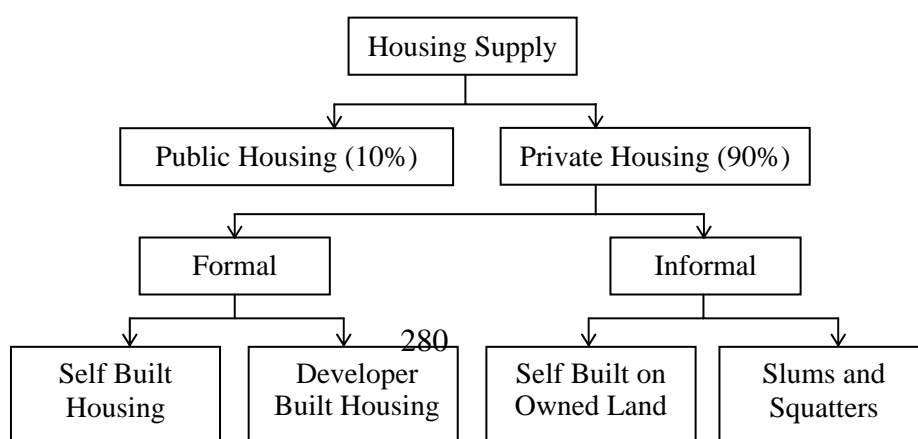 Housing Supply
Public Housing (10%)
Private Housing (90%)
Formal
Informal
280
Self Built
Housing
Developer
Built Housing
Self Built on
Owned Land
Slums and
Squatters